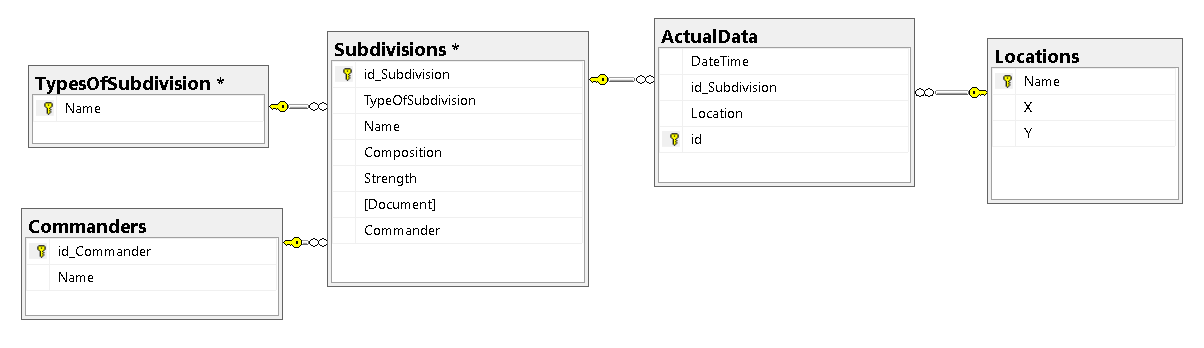 TypesOfSubdivision *
Name
Commanders
id_Commander
Name
Subdivisions *
id_Subdivision
TypeOfSubdivision
Name
Composition
Strength
[Document]
Commander
ActualData
DateTime
id_Subdivision
Location
id
Locations
Name
X
Y